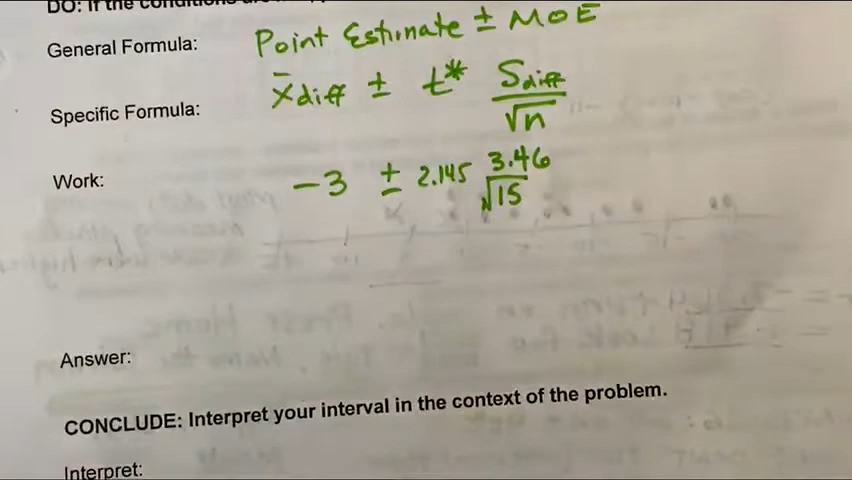 DO: If the conditions are
General Formula: Point Estimate ± MOE
Specific Formula: x̄diff ± t* Sdiff/√n
Work: -3 ± 2.145 3.46/√15
Answer:
CONCLUDE: Interpret your interval in the context of the problem.
Interpret: